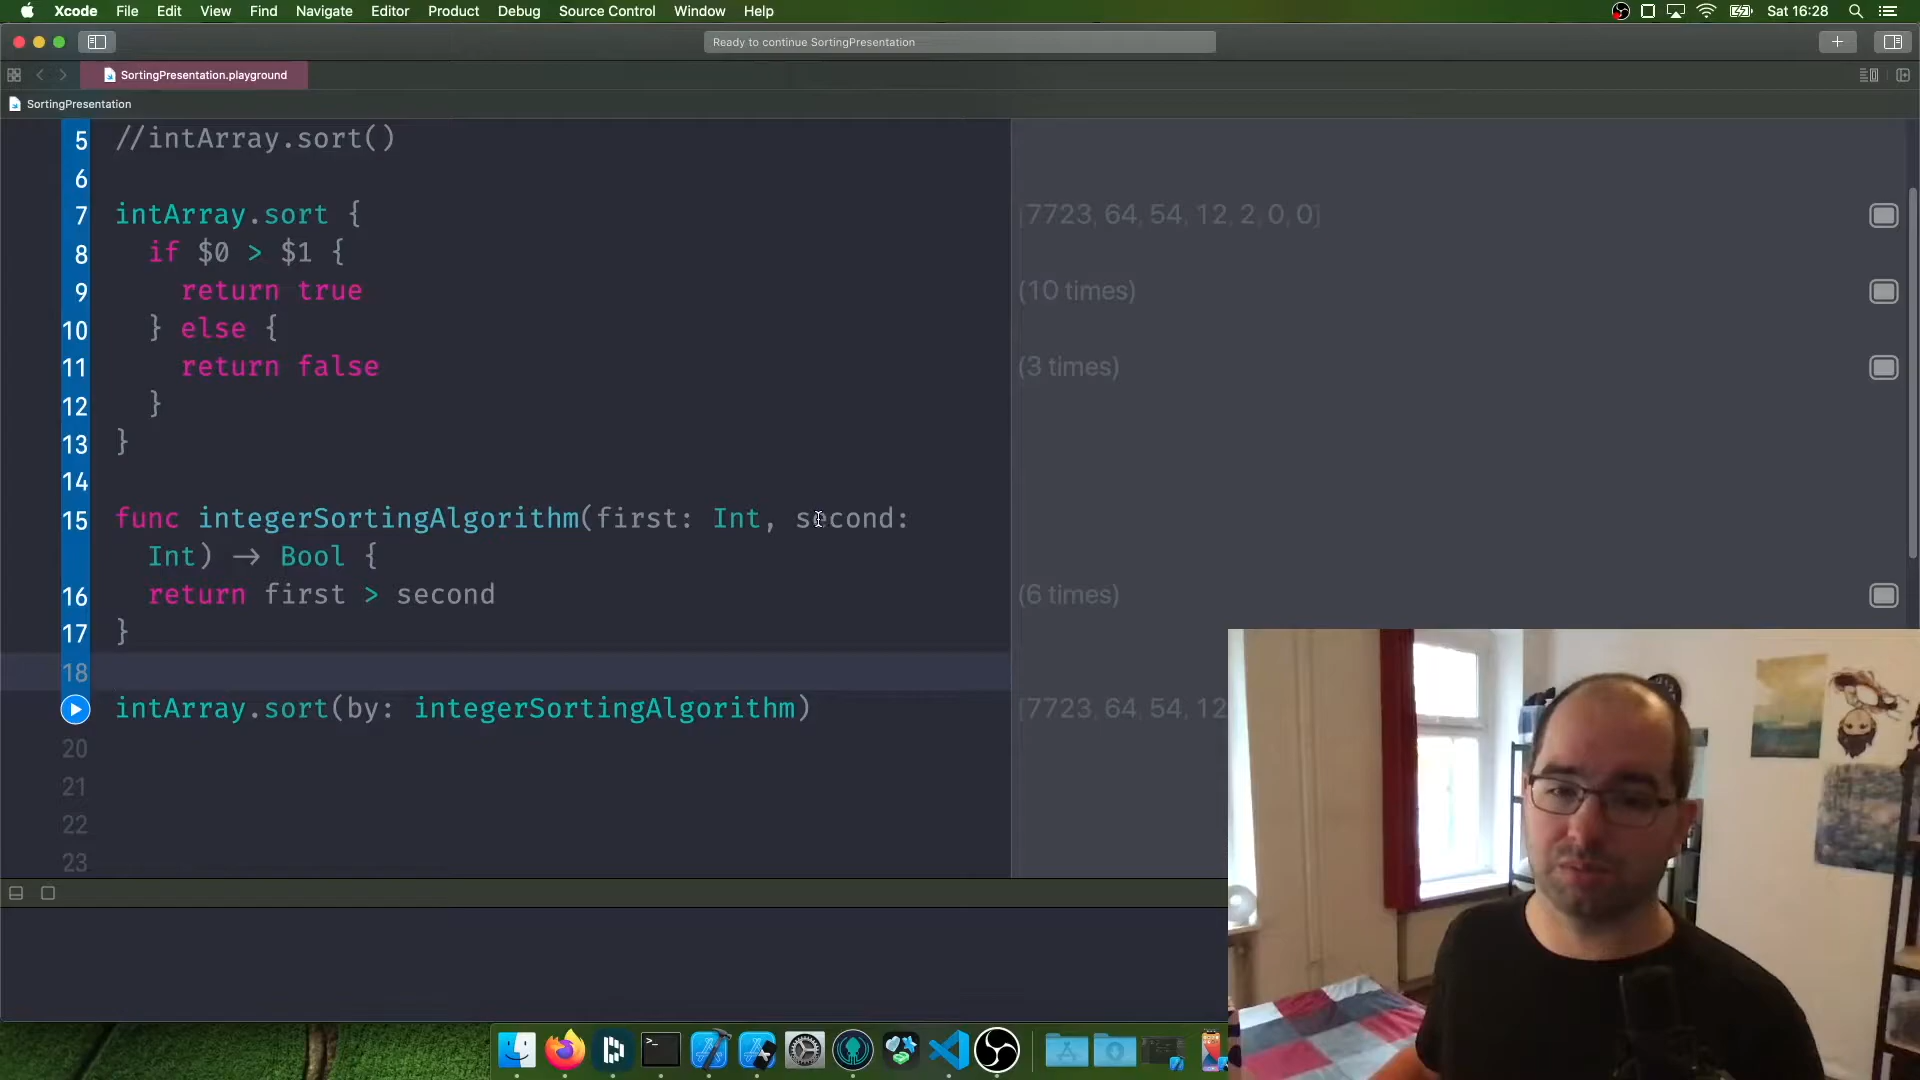 Xcode File Edit View Find Navigate Editor Product Debug Source Control Window Help Sat 16:28
Ready to continue SortingPresentation
SortingPresentation.playground
SortingPresentation
5 //intArray.sort()
6
7 intArray.sort { [7723, 64, 54, 12, 2, 0, 0]
8 if $0 > $1 {
9 return true (10 times)
10 } else {
11 return false (3 times)
12 }
13 }
14
15 func integerSortingAlgorithm(first: Int, second:
Int) -> Bool {
16 return first > second (6 times)
17 }
18
intArray.sort(by: integerSortingAlgorithm) [7723, 64, 54, 12
20
21
22
23